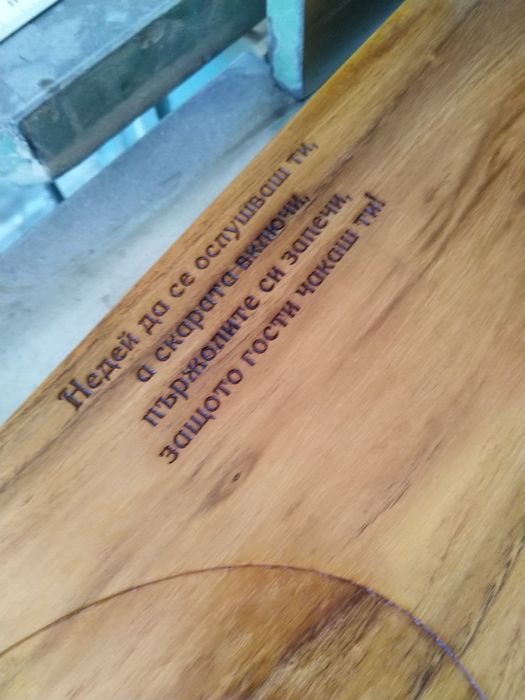 Недей да се ослушваш ти,
а скарата включи,
пържолите си запечи,
защото гости чакаш ти!